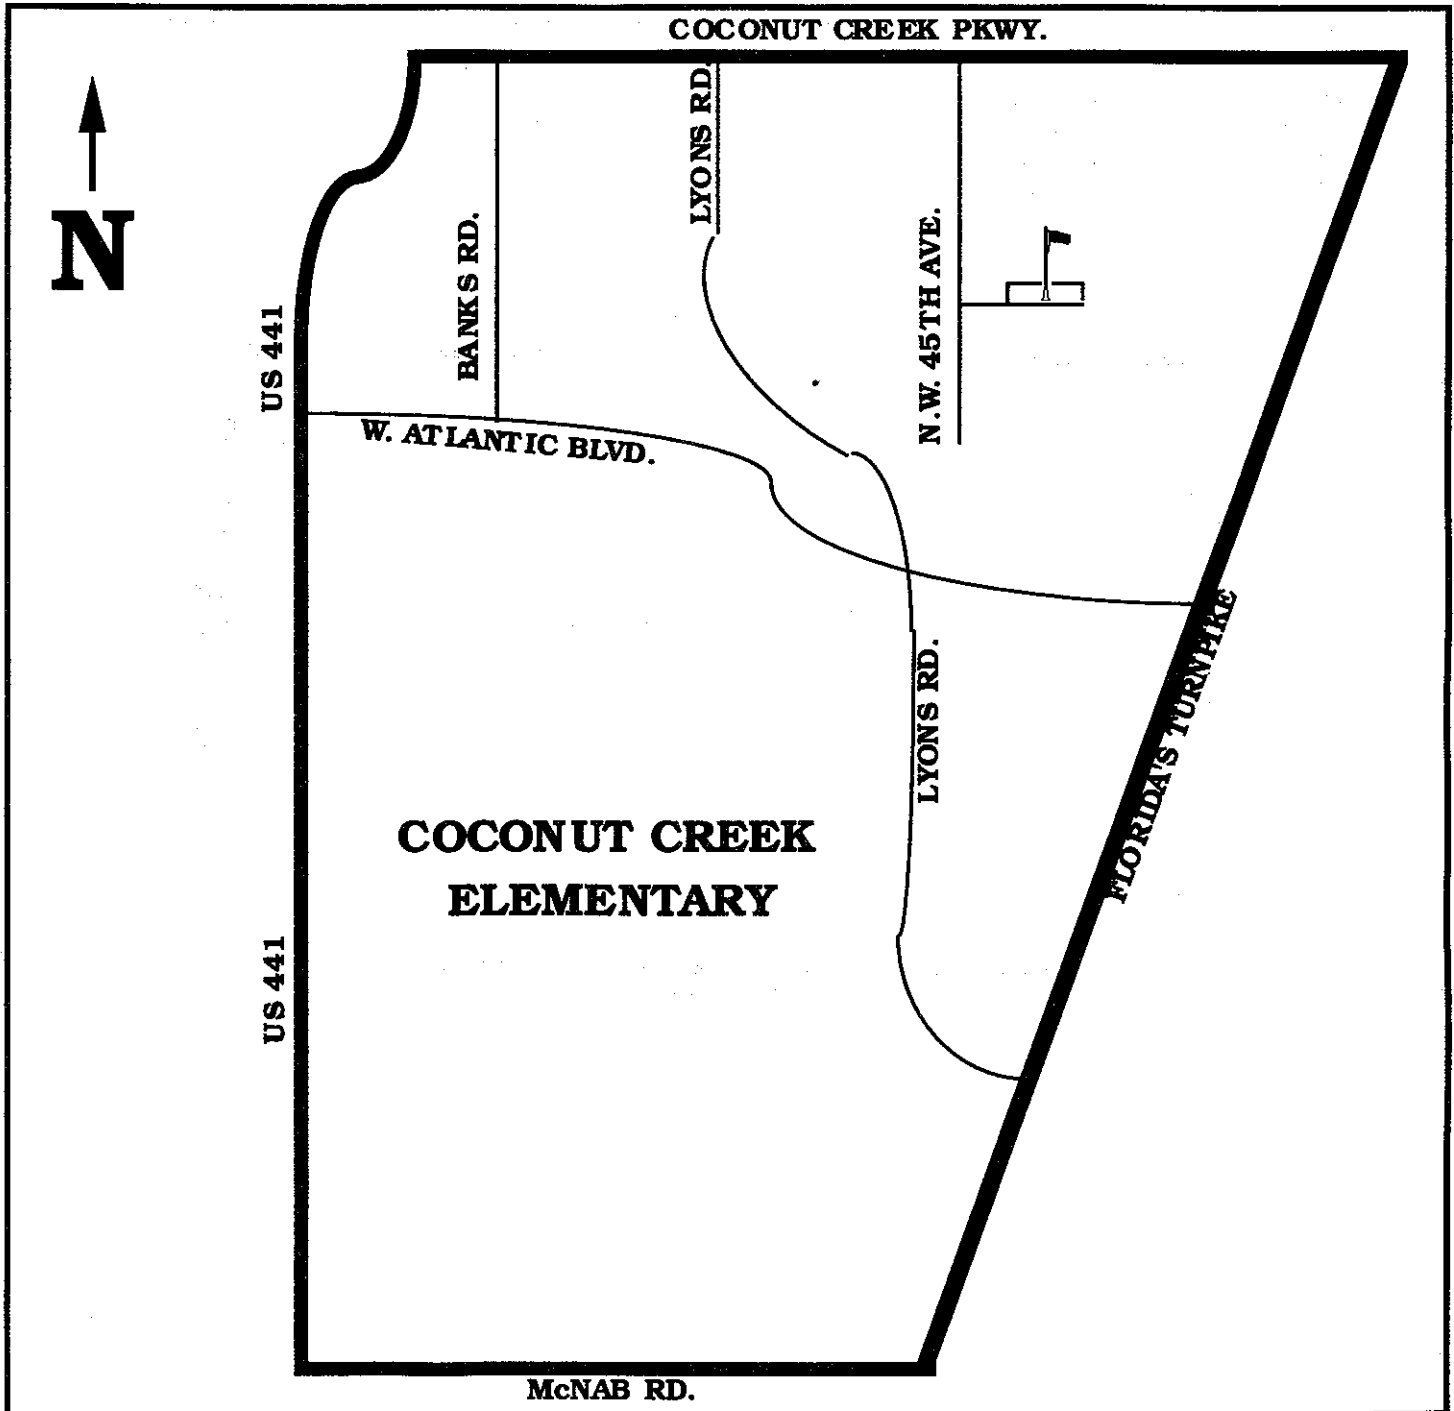 COCONUT CREEK PKWY.
LYONS RD.
N
BANKS RD.
N.W. 45TH AVE.
US 441
W. ATLANTIC BLVD.
FLORIDA'S TURNPIKE
LYONS RD.
COCONUT CREEK
ELEMENTARY
US 441
McNAB RD.